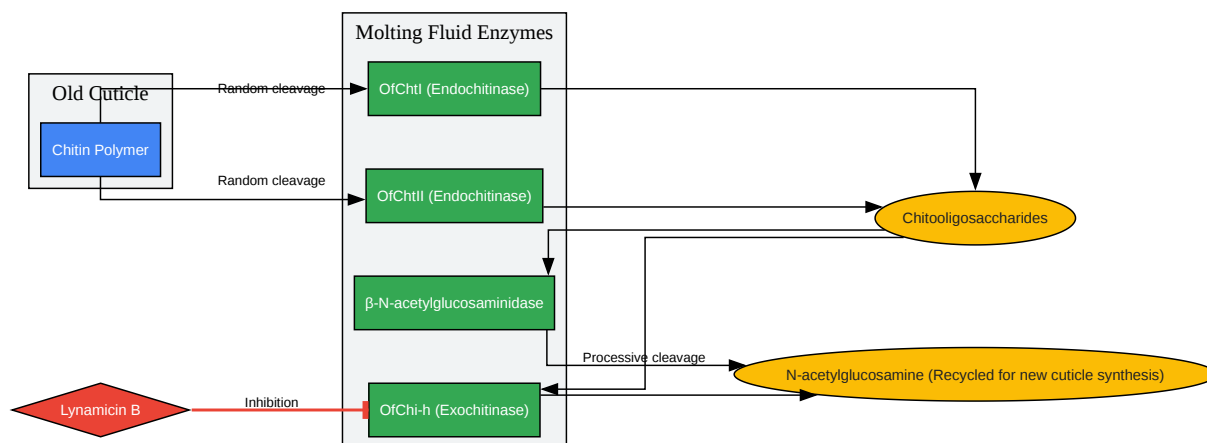 Molting Fluid Enzymes
Old Cuticle
Random cleavage
OfChtI (Endochitinase)
Chitin Polymer
Random cleavage
OfChtII (Endochitinase)
Chitooligosaccharides
β-N-acetylglucosaminidase
Processive cleavage
N-acetylglucosamine (Recycled for new cuticle synthesis)
Lynamicin B
Inhibition
OfChi-h (Exochitinase)